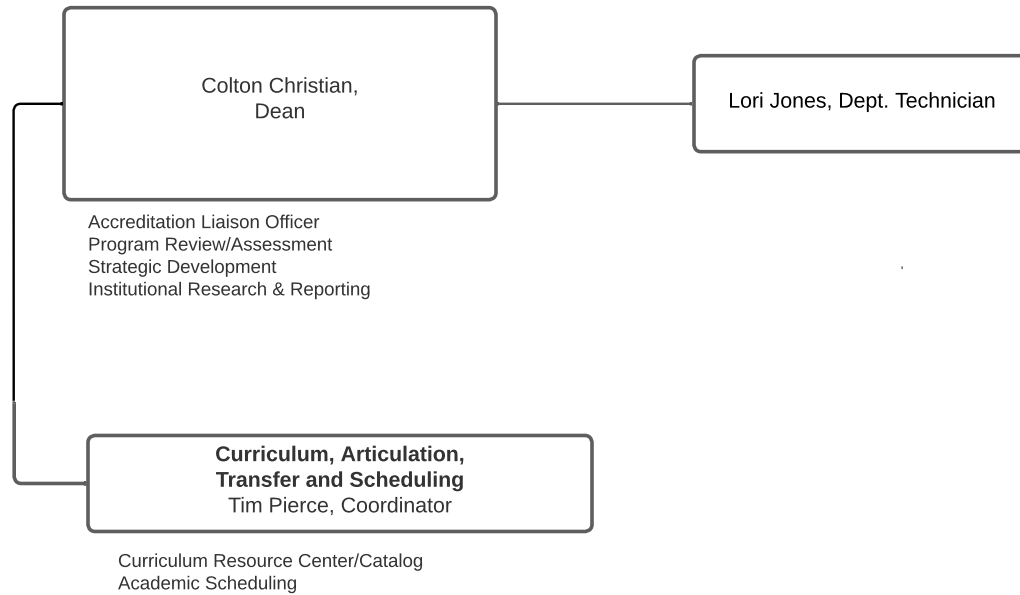 Colton Christian,
Dean
Lori Jones, Dept. Technician
Accreditation Liaison Officer
Program Review/Assessment
Strategic Development
Institutional Research & Reporting
Curriculum, Articulation,
Transfer and Scheduling
Tim Pierce, Coordinator
Curriculum Resource Center/Catalog
Academic Scheduling